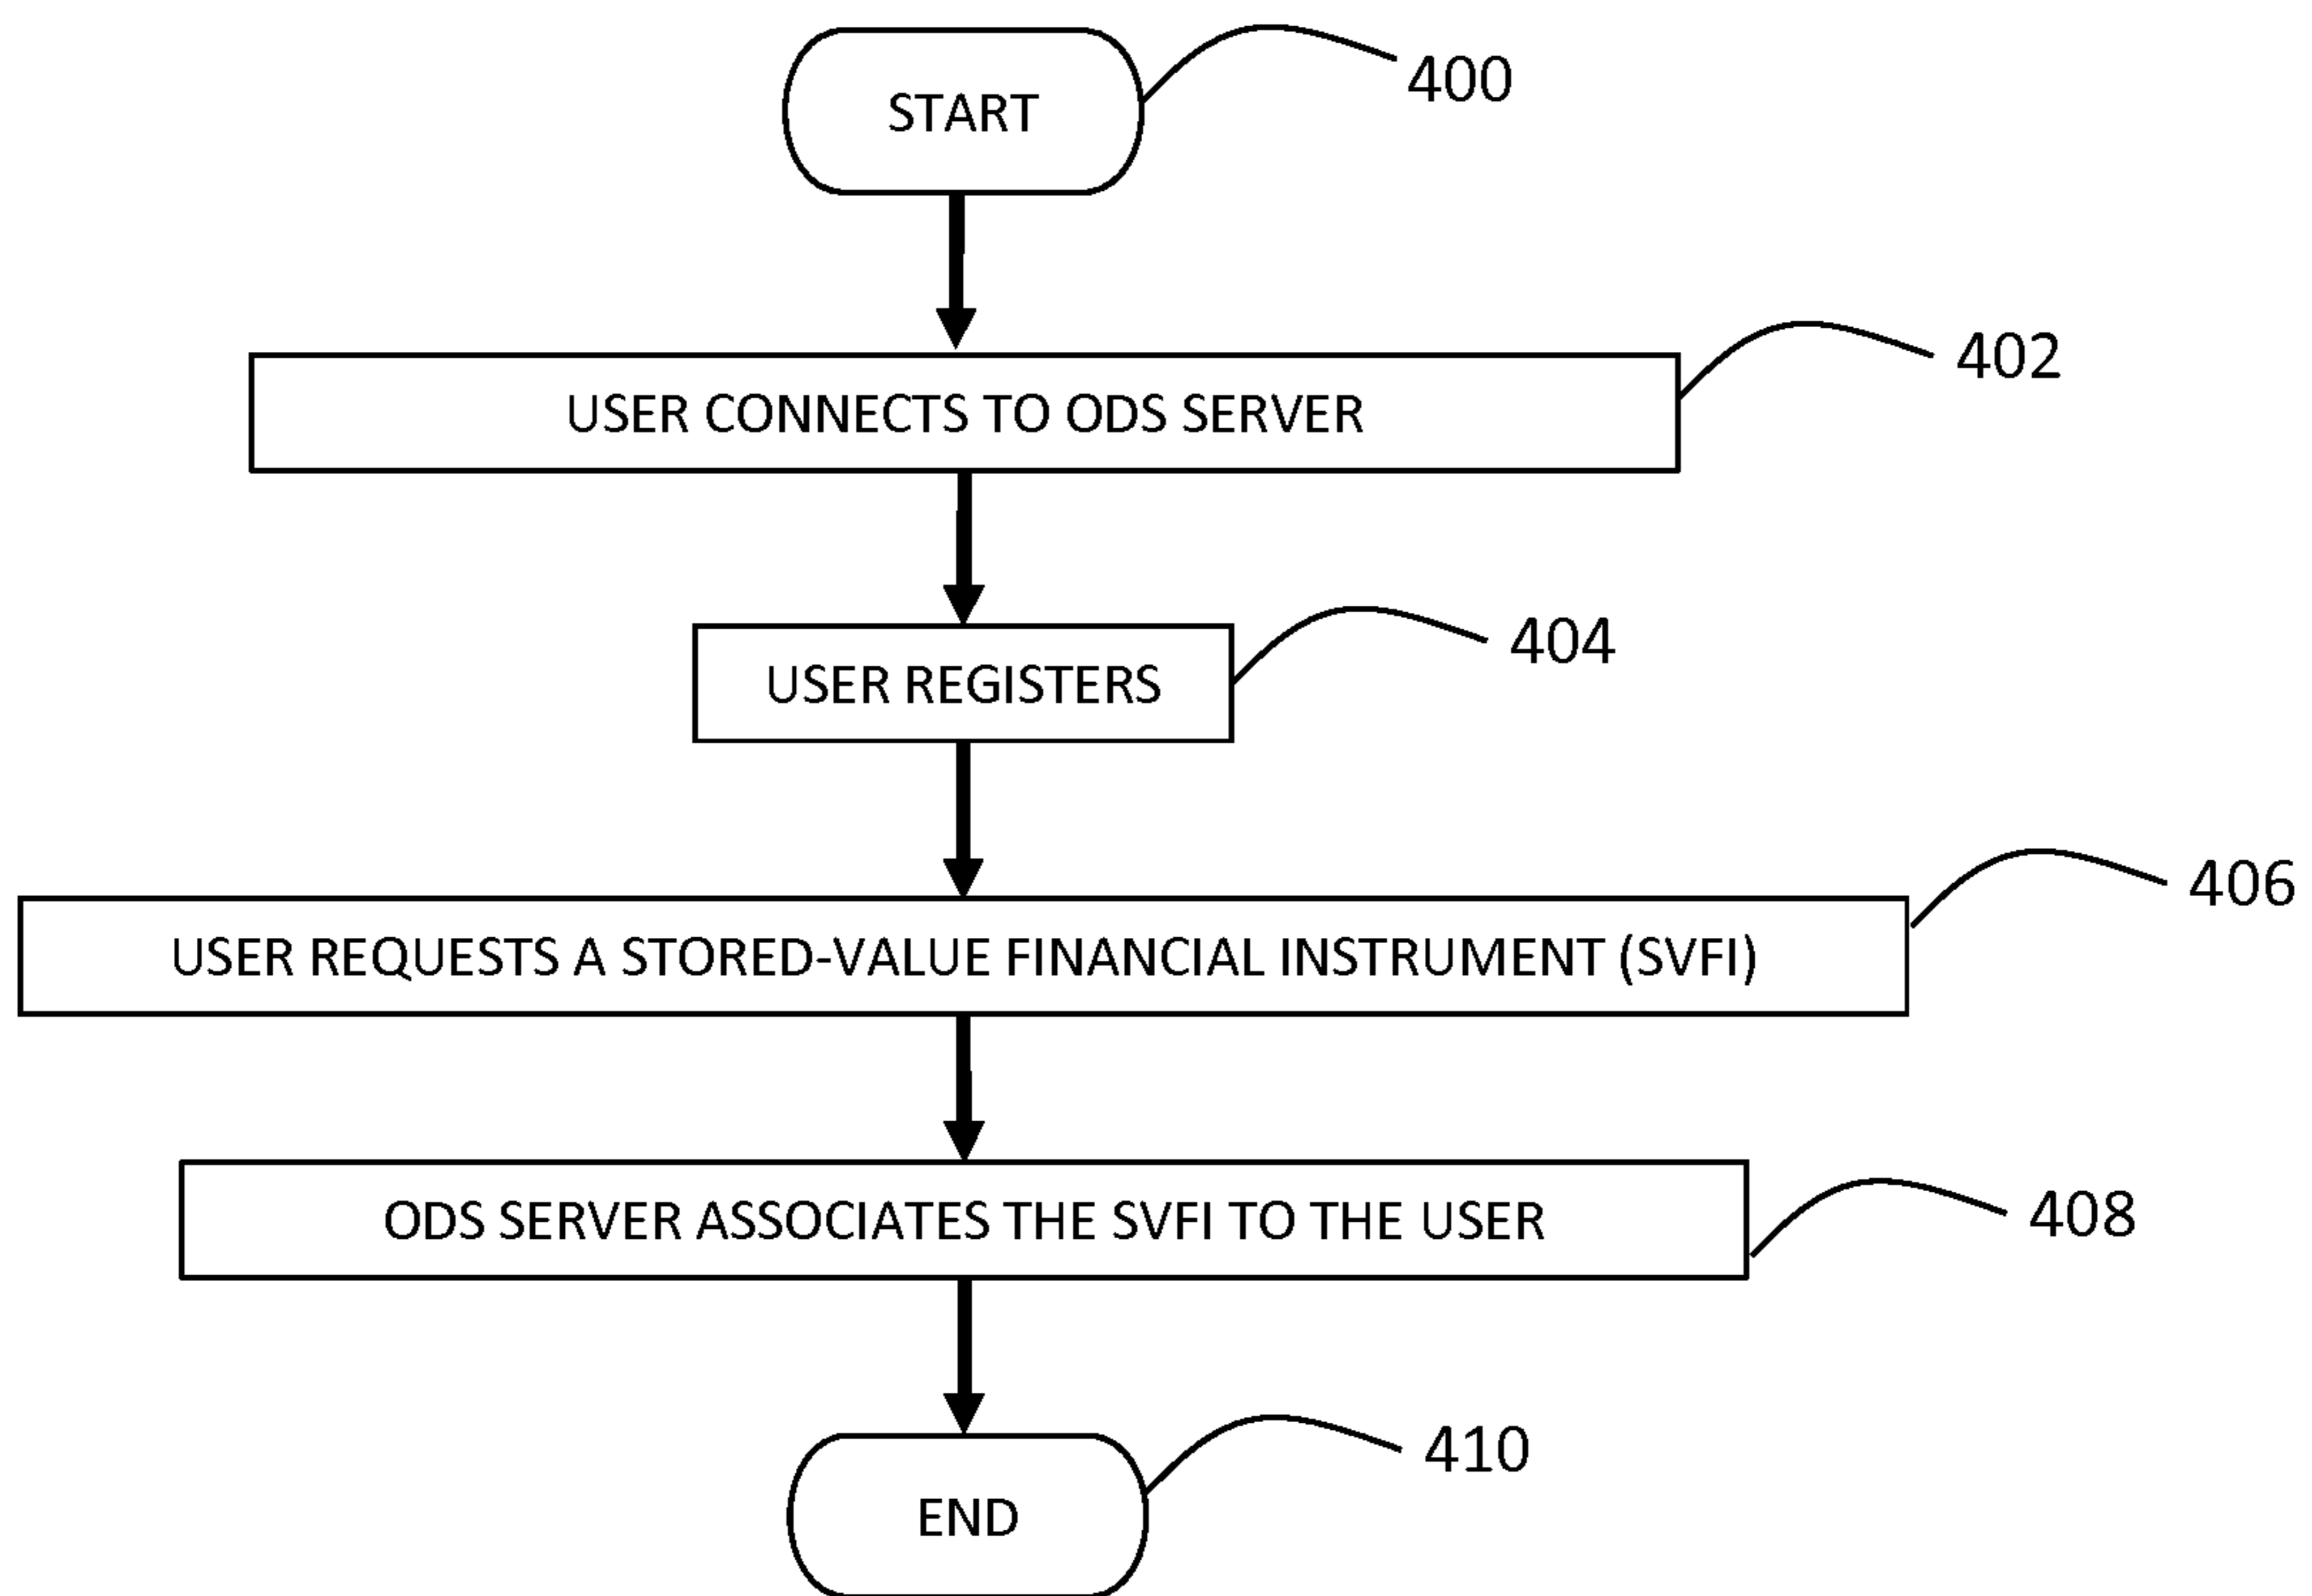 START
400
USER CONNECTS TO ODS SERVER
402
USER REGISTERS
404
USER REQUESTS A STORED-VALUE FINANCIAL INSTRUMENT (SVFI)
406
ODS SERVER ASSOCIATES THE SVFI TO THE USER
408
END
410